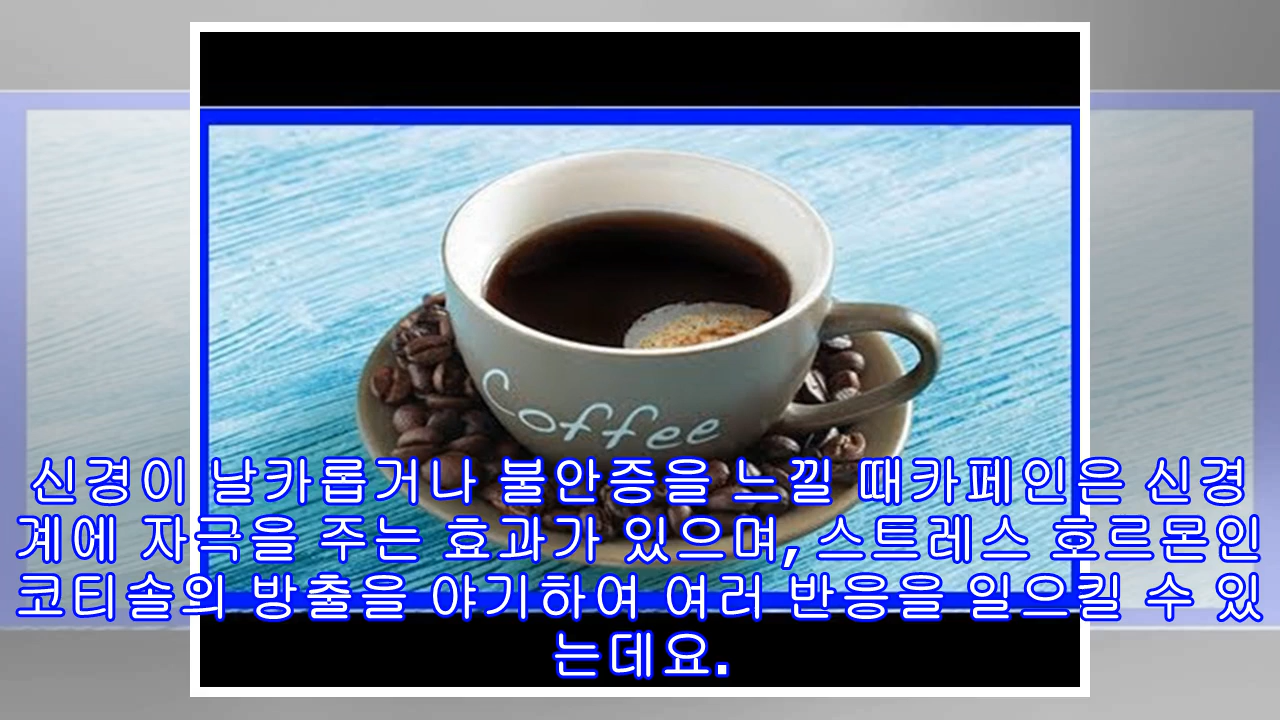 Coffee
신경이 날카롭거나 불안증을 느낄 때카페인은 신경
계에 자극을 주는 효과가 있으며, 스트레스 호르몬인
코티솔의 방출을 야기하여 여러 반응을 일으킬 수 있
는데요.